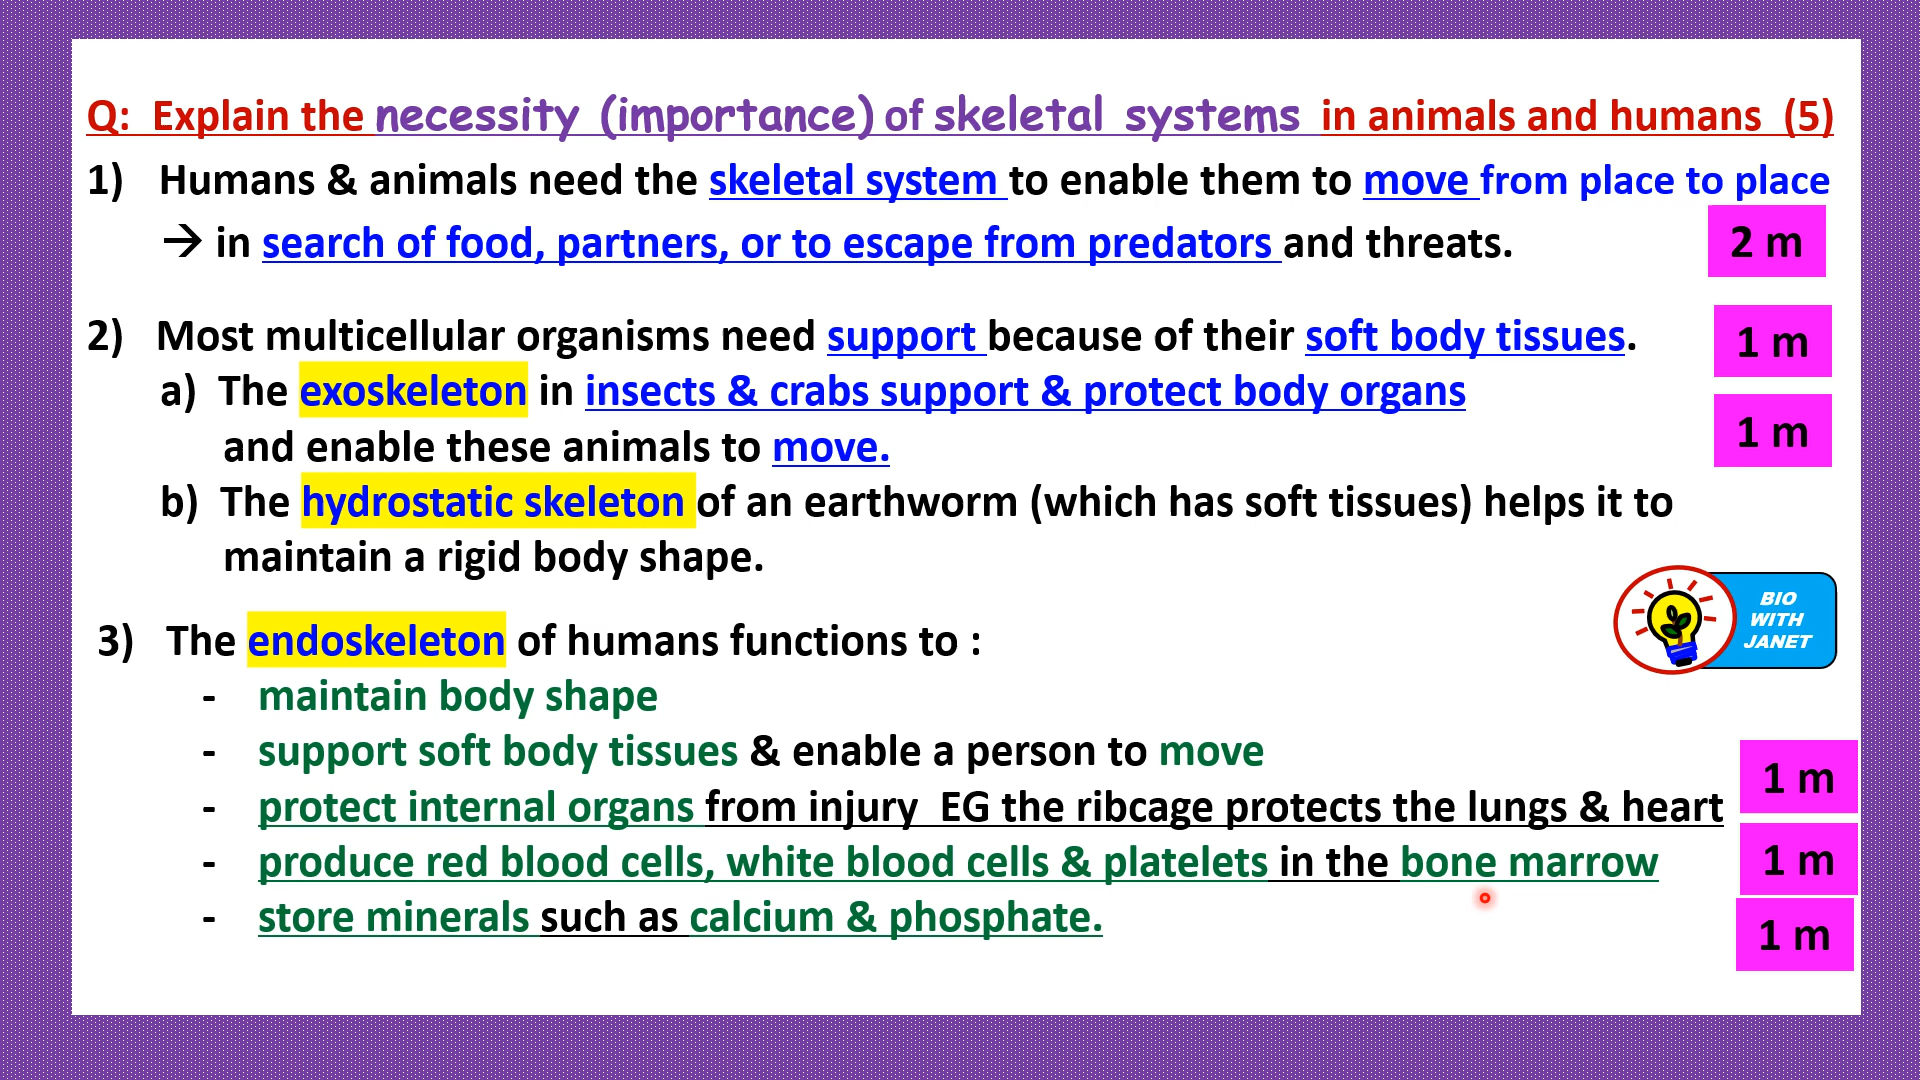 Q: Explain the necessity (importance) of skeletal systems in animals and humans (5)
1) Humans & animals need the skeletal system to enable them to move from place to place
→ in search of food, partners, or to escape from predators and threats.
2 m
2) Most multicellular organisms need support because of their soft body tissues.
1 m
a) The exoskeleton in insects & crabs support & protect body organs
and enable these animals to move.
1 m
b) The hydrostatic skeleton of an earthworm (which has soft tissues) helps it to
maintain a rigid body shape.
BIO
WITH
JANET
3) The endoskeleton of humans functions to :
- maintain body shape
- support soft body tissues & enable a person to move
- protect internal organs from injury EG the ribcage protects the lungs & heart
1 m
- produce red blood cells, white blood cells & platelets in the bone marrow
1 m
- store minerals such as calcium & phosphate.
1 m